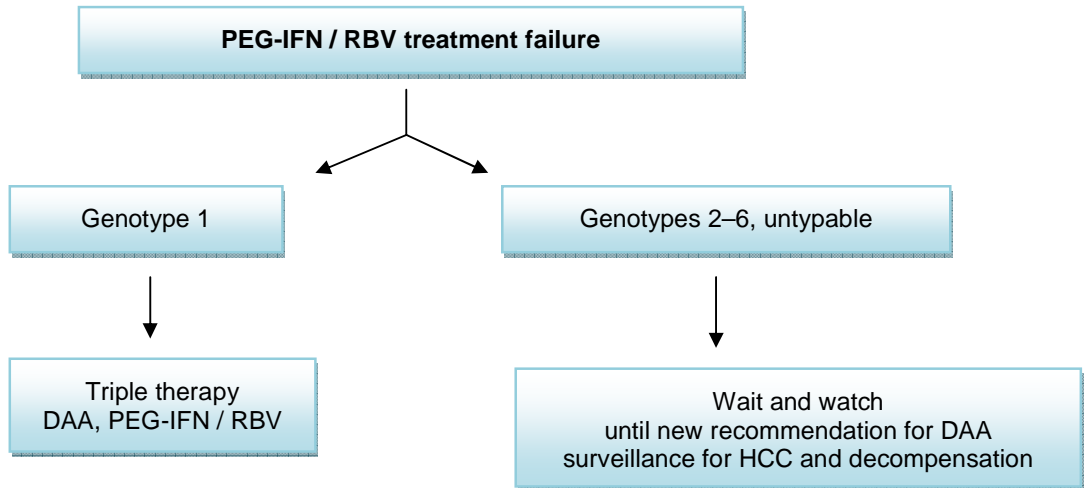 PEG-IFN / RBV treatment failure
Genotype 1
Genotypes 2–6, untypable
Triple therapy
DAA, PEG-IFN / RBV
Wait and watch
until new recommendation for DAA
surveillance for HCC and decompensation